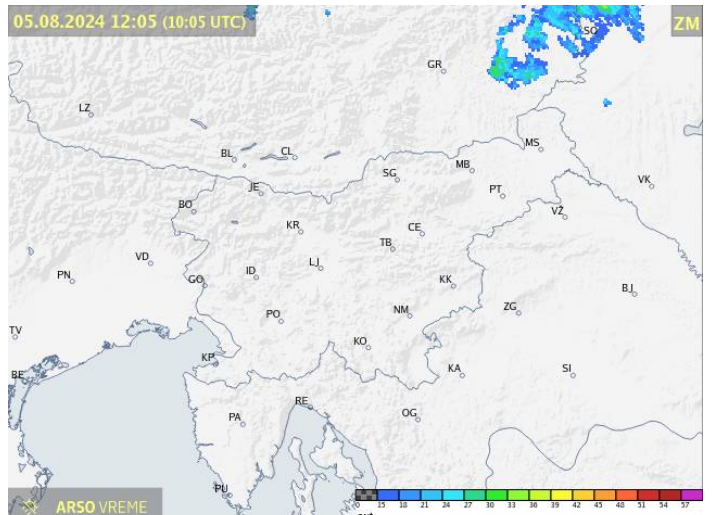 05.08.2024 12:05 (10:05 UTC)
ZM
SO
GR
LZ
MS
BL
CL
MB
SG
VK
JE
PT
BO
VŽ
KR
CE
TB
VD
LJ
PN
GO
ID
KK
BJ
NM
ZG
PO
TV
KO
KP
BE
KA
SI
RE
PA
OG
PU
ARSO VREME
0 15 18 21 24 27 30 33 36 39 42 45 48 51 54 57